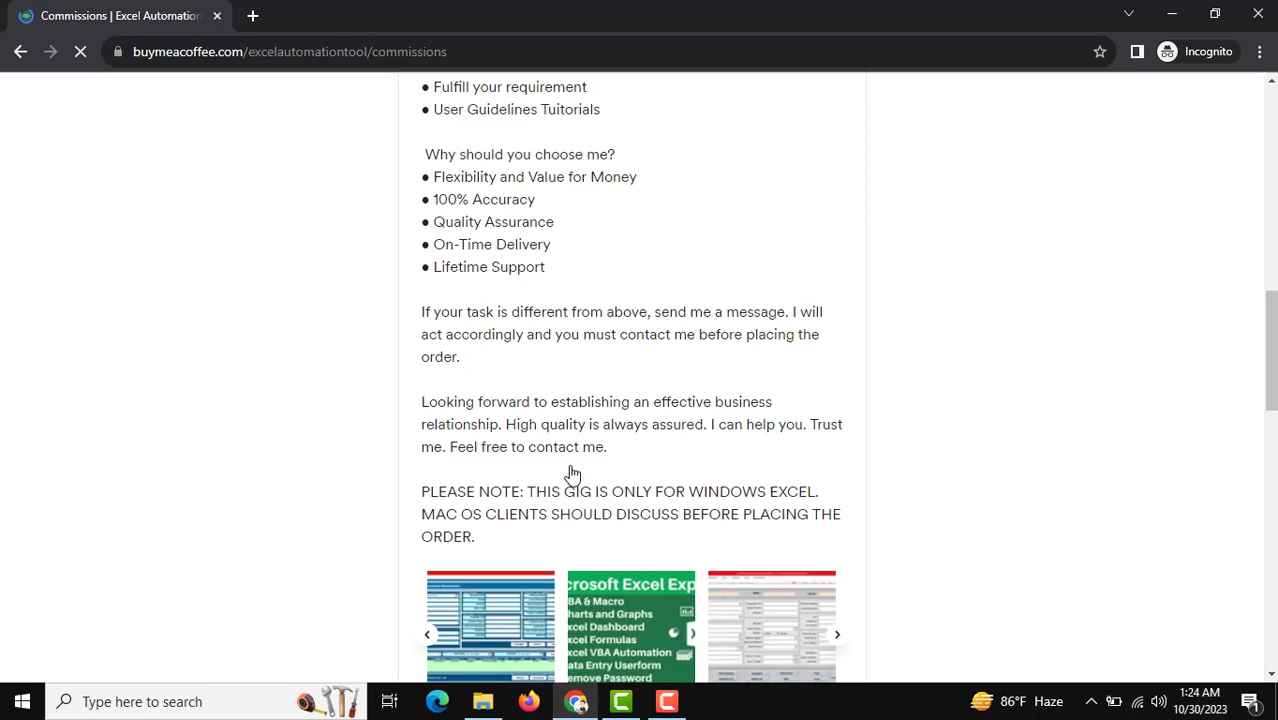 Commissions | Excel Automation
buymeacoffee.com/excelautomationtool/commissions
Incognito
● Fulfill your requirement
● User Guidelines Tuitorials
Why should you choose me?
● Flexibility and Value for Money
● 100% Accuracy
● Quality Assurance
● On-Time Delivery
● Lifetime Support
If your task is different from above, send me a message. I will
act accordingly and you must contact me before placing the
order.
Looking forward to establishing an effective business
relationship. High quality is always assured. I can help you. Trust
me. Feel free to contact me.
PLEASE NOTE: THIS GIG IS ONLY FOR WINDOWS EXCEL.
MAC OS CLIENTS SHOULD DISCUSS BEFORE PLACING THE
ORDER.
crosoft Excel Exp
BA & Macro
harts and Graphs
xcel Dashboard
xcel Formulas
xcel VBA Automation
ata Entry Userform
emove Password
Type here to search
86°F Haze
1:24 AM
10/30/2023
1